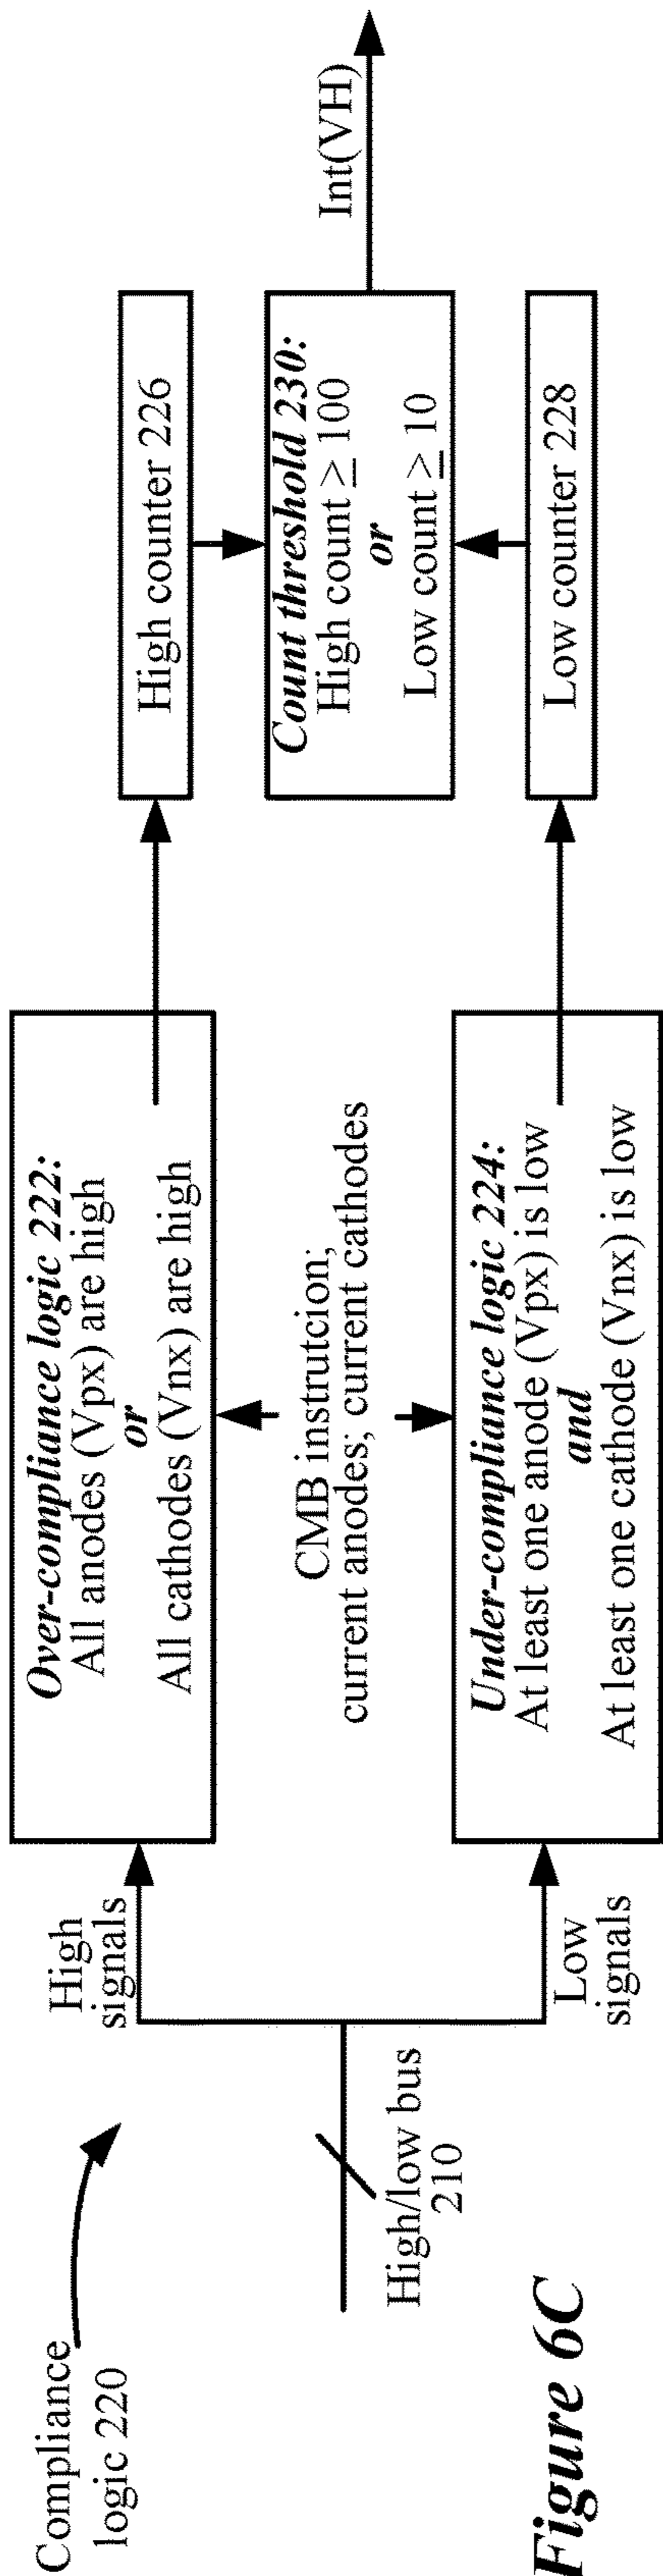 Compliance
logic 220
High/low bus
210
High
signals
Low
signals
Over-compliance logic 222:
All anodes (Vpx) are high
or
All cathodes (Vnx) are high
CMB instrutcion;
current anodes; current cathodes
Under-compliance logic 224:
At least one anode (Vpx) is low
and
At least one cathode (Vnx) is low
High counter 226
Count threshold 230:
High count ≥ 100
or
Low count ≥ 10
Low counter 228
Int(VH)
Figure 6C